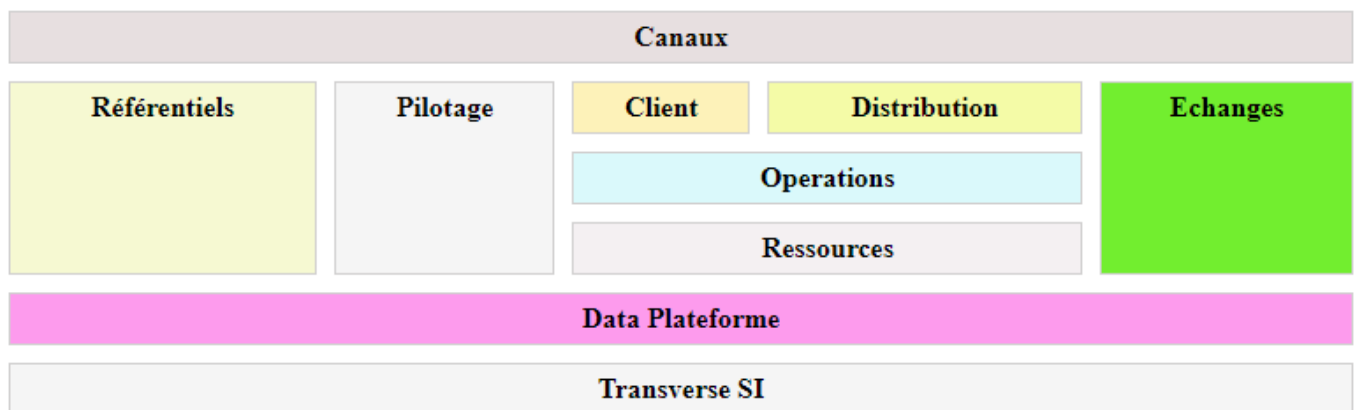 Canaux
Référentiels
Pilotage
Client
Distribution
Echanges
Operations
Ressources
Data Plateforme
Transverse SI